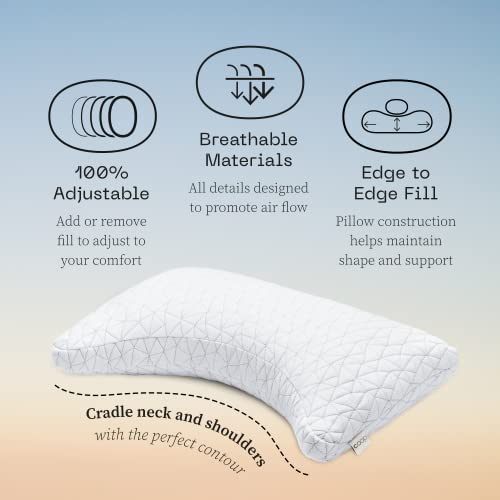 100%
Adjustable
Add or remove
fill to adjust to
your comfort
Breathable
Materials
All details designed
to promote air flow
Edge to
Edge Fill
Pillow construction
helps maintain
shape and support
Cradle neck and shoulders
with the perfect contour
coop